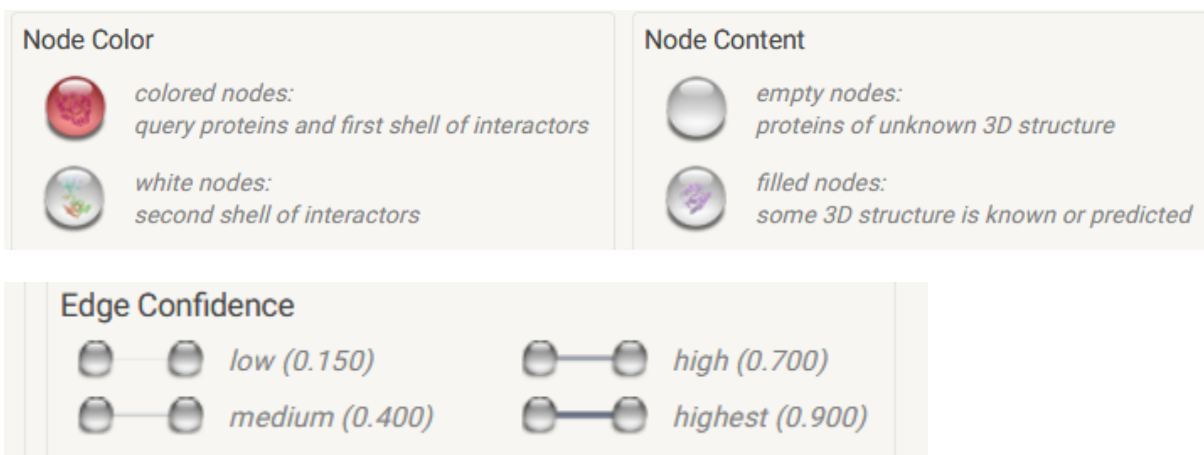 Node Color
colored nodes:
query proteins and first shell of interactors
white nodes:
second shell of interactors
Node Content
empty nodes:
proteins of unknown 3D structure
filled nodes:
some 3D structure is known or predicted
Edge Confidence
low (0.150)
medium (0.400)
high (0.700)
highest (0.900)